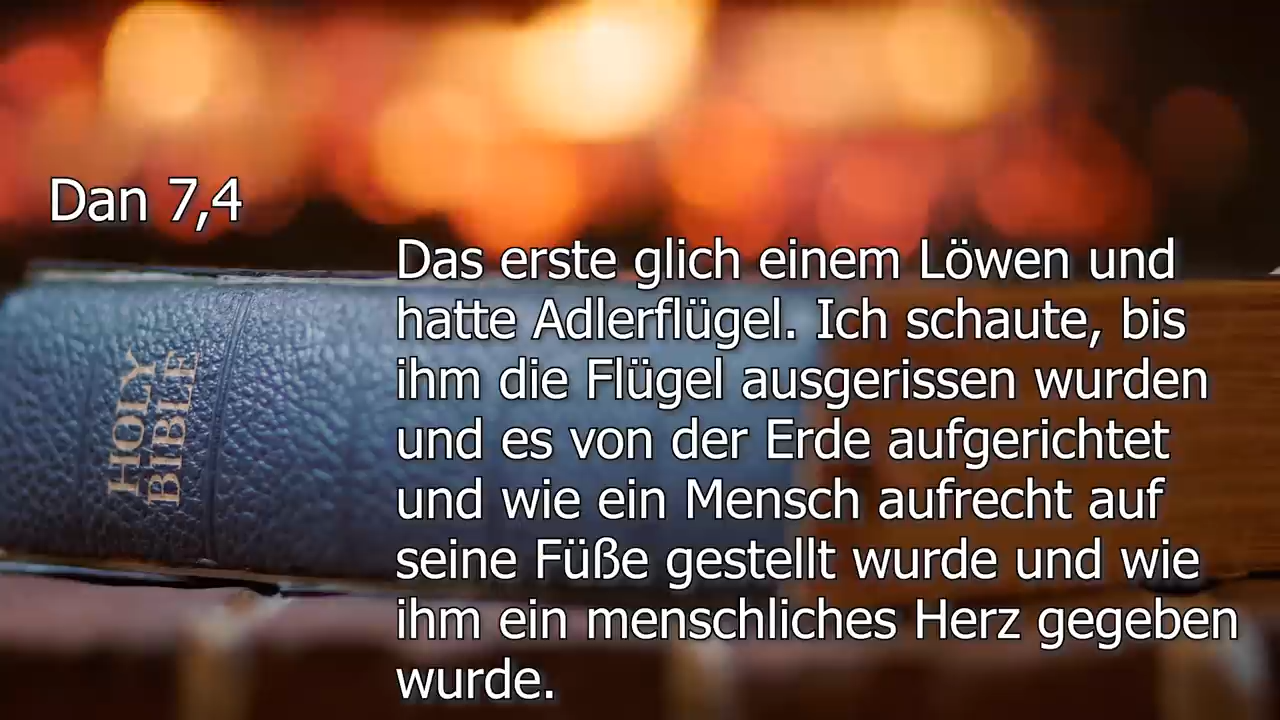 Dan 7,4
Das erste glich einem Löwen und
hatte Adlerflügel. Ich schaute, bis
ihm die Flügel ausgerissen wurden
und es von der Erde aufgerichtet
und wie ein Mensch aufrecht auf
seine Füße gestellt wurde und wie
ihm ein menschliches Herz gegeben
wurde.
HOLY
BIBLE